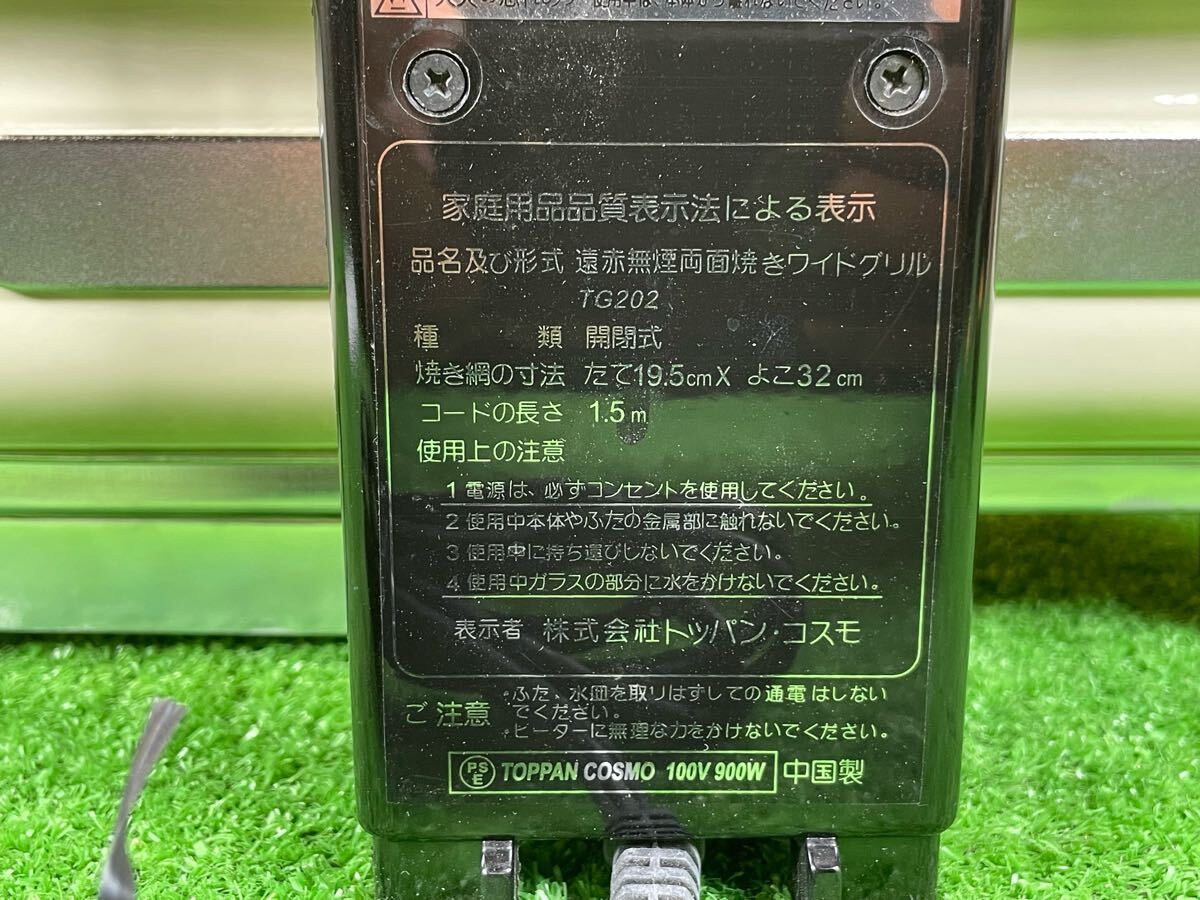 家庭用品品質表示法による表示
品名及び形式 遠赤無煙両面焼きワイドグリル
TG202
種 類 開閉式
焼き網の寸法 たて19.5cmX よこ32cm
コードの長さ 1.5m
使用上の注意
1 電源は、必ずコンセントを使用してください。
2 使用中本体やふたの金属部に触れないでください。
3 使用中に持ち運びしないでください。
4 使用中ガラスの部分に水をかけないでください。
表示者 株式会社トッパン・コスモ
ご注意
・ふた、水皿を取りはずしての通電はしない
でください。
・ヒーターに無理な力をかけないでください。
PSE TOPPAN COSMO 100V 900W 中国製